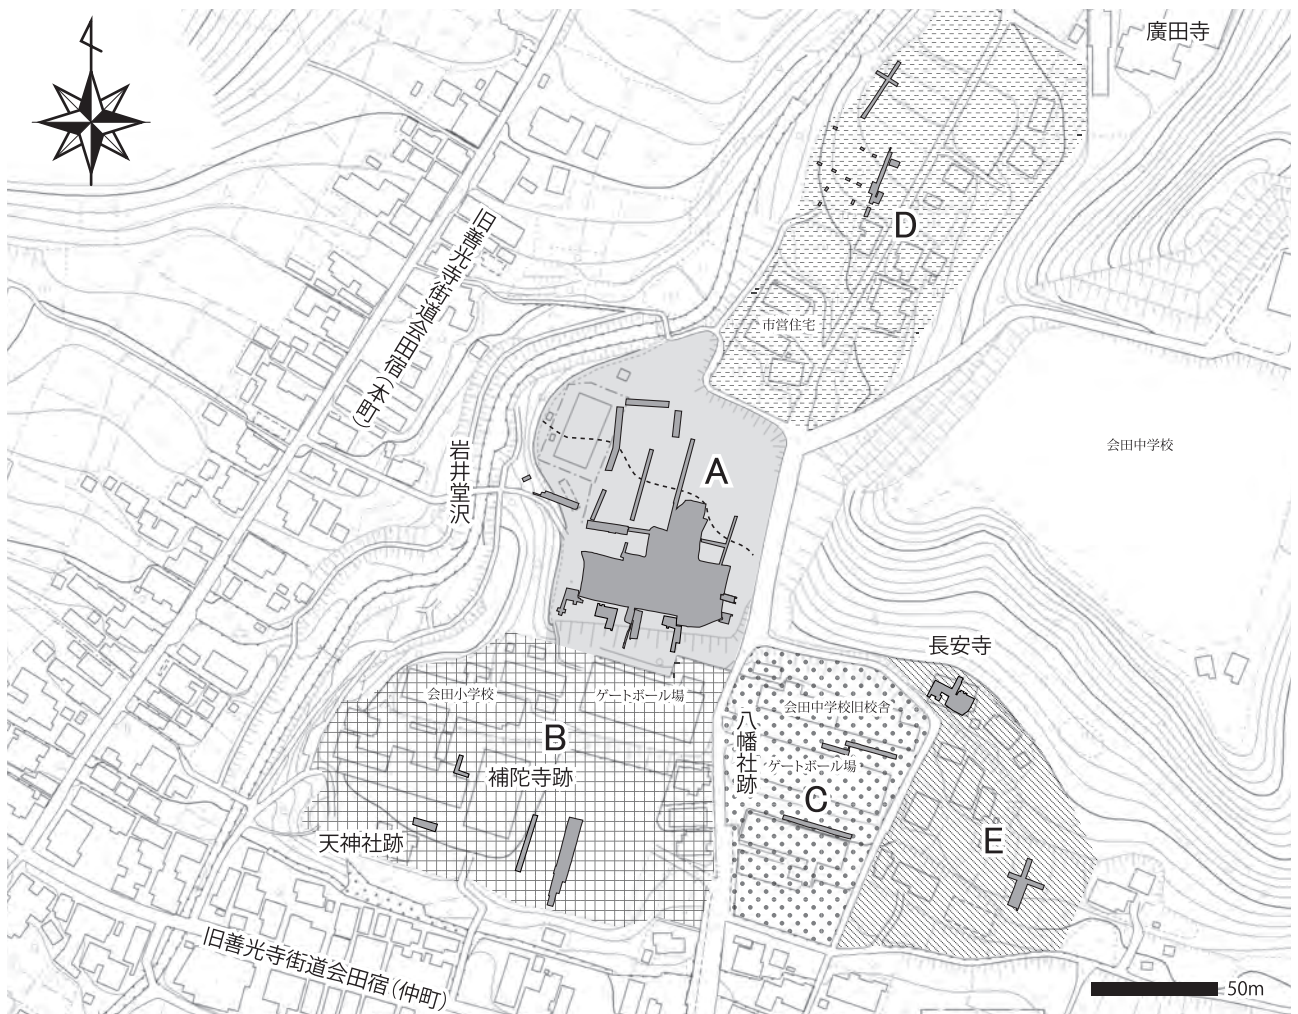 廣田寺
旧善光寺街道会田宿(本町)
D
市営住宅
会田中学校
岩井堂沢
A
長安寺
会田小学校
ゲートボール場
会田中学校旧校舎
八幡社跡
B
補陀寺跡
ゲートボール場
C
天神社跡
E
旧善光寺街道会田宿(仲町)
50m